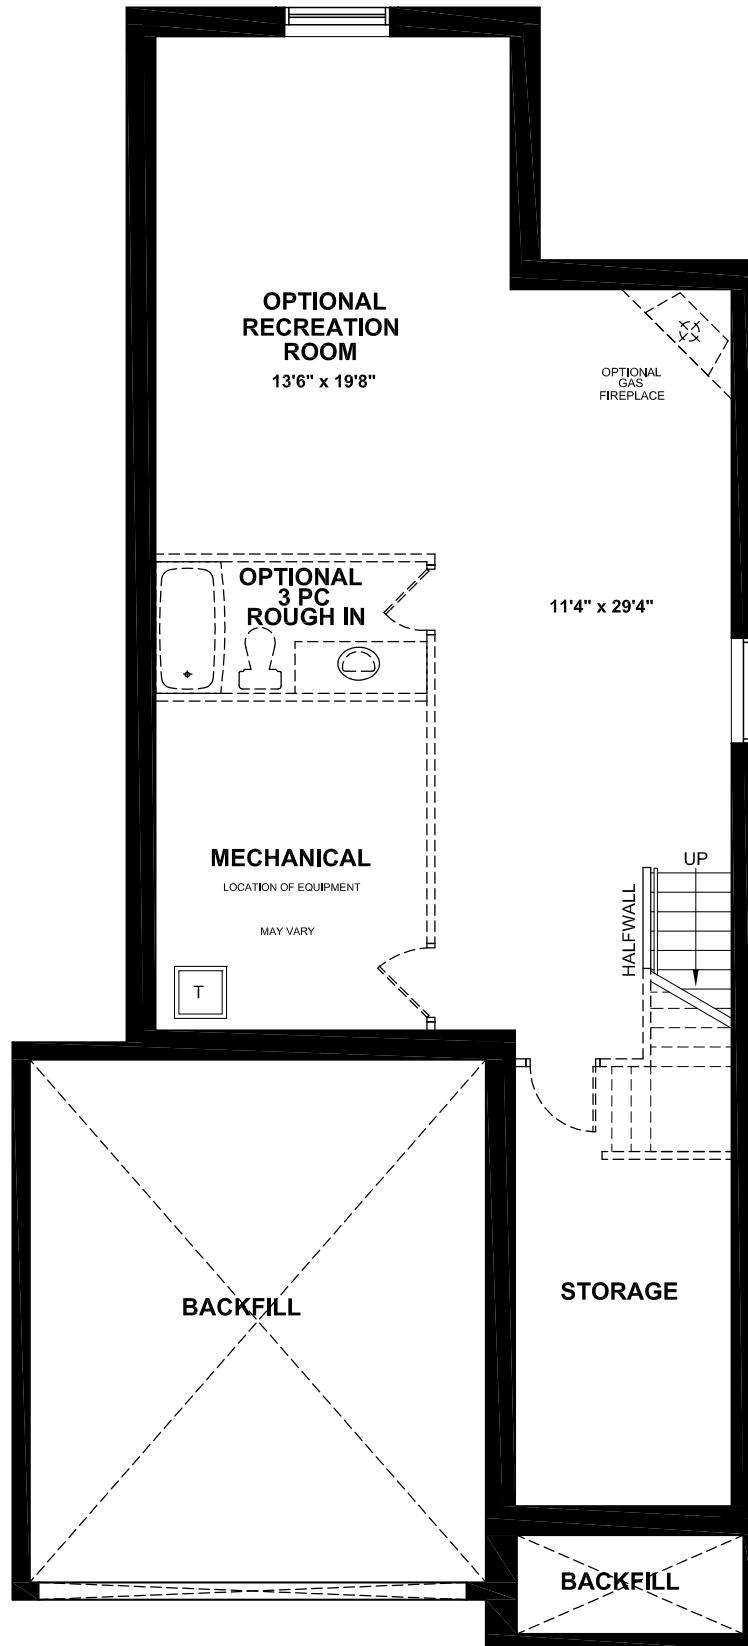 OPTIONAL
RECREATION
ROOM
13'6" x 19'8"
OPTIONAL
GAS
FIREPLACE
OPTIONAL
3 PC
ROUGH IN
11'4" x 29'4"
MECHANICAL
LOCATION OF EQUIPMENT
MAY VARY
UP
HALFWALL
T
STORAGE
BACKFILL
BACKFILL